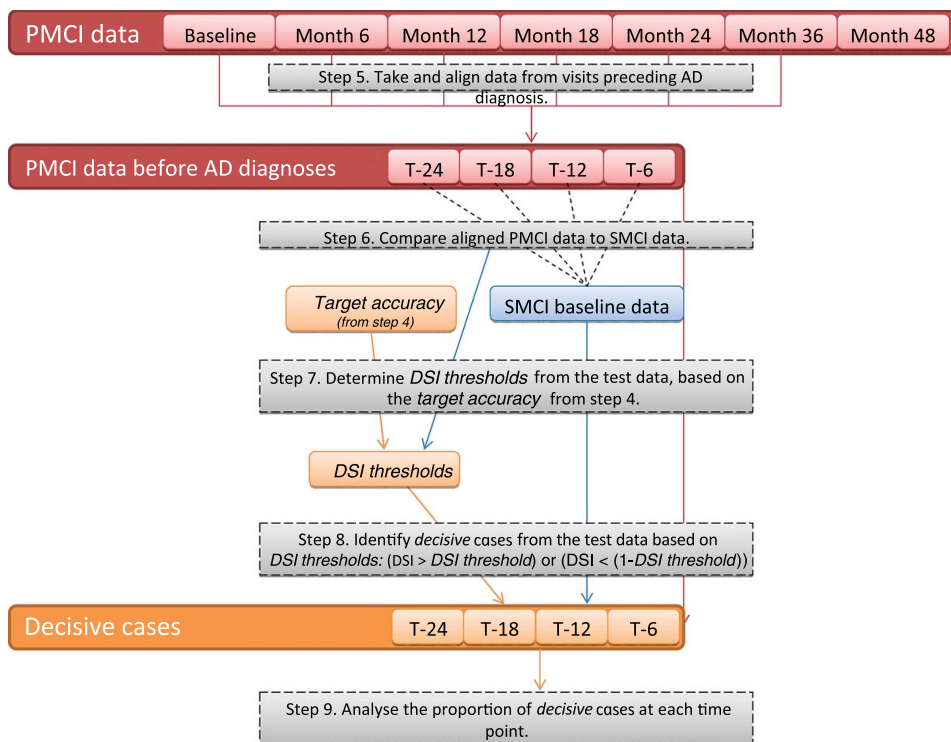 PMCI data Baseline Month 6 Month 12 Month 18 Month 24 Month 36 Month 48
Step 5. Take and align data from visits preceding AD
diagnosis.
PMCI data before AD diagnoses T-24 T-18 T-12 T-6
Step 6. Compare aligned PMCI data to SMCI data.
Target accuracy
(from step 4)
SMCI baseline data
Step 7. Determine DSI thresholds from the test data, based on
the target accuracy from step 4.
DSI thresholds
Step 8. Identify decisive cases from the test data based on
DSI thresholds: (DSI > DSI threshold) or (DSI < (1-DSI threshold))
Decisive cases T-24 T-18 T-12 T-6
Step 9. Analyse the proportion of decisive cases at each time
point.